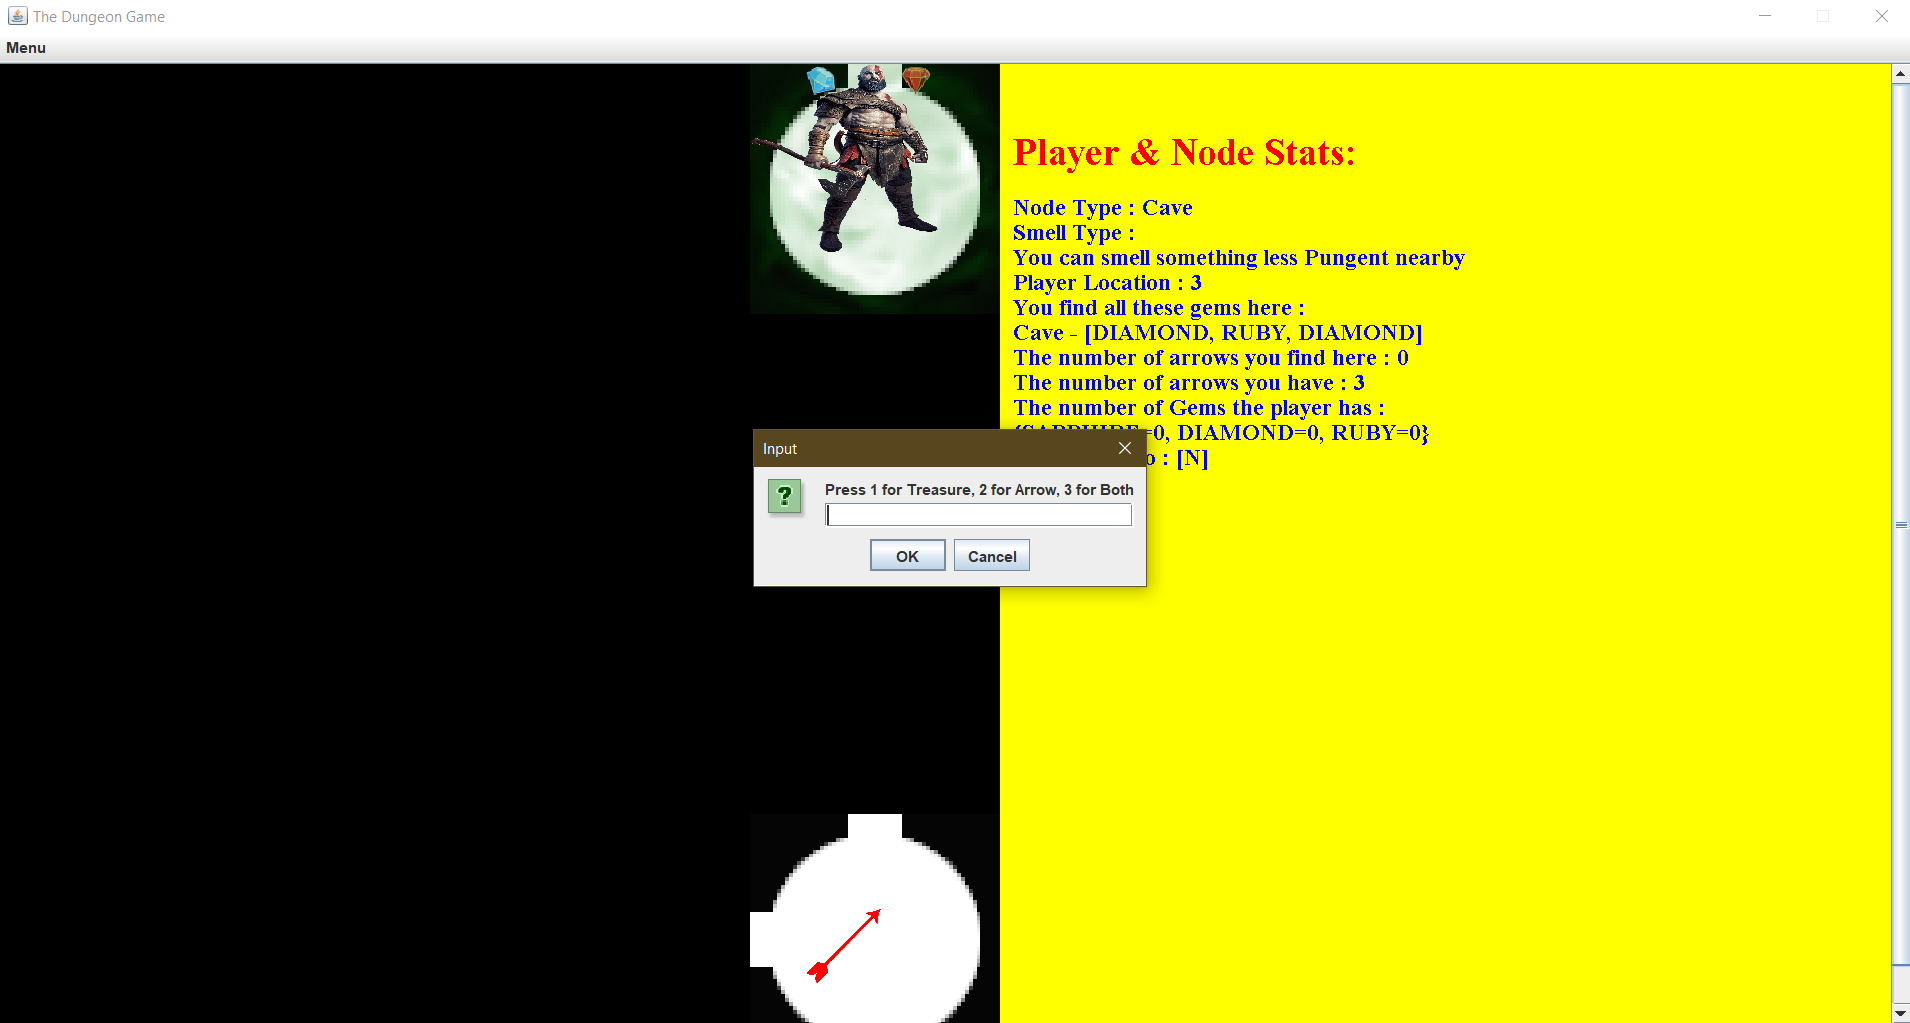 The Dungeon Game
Menu
Player & Node Stats:
Node Type : Cave
Smell Type :
You can smell something less Pungent nearby
Player Location : 3
You find all these gems here :
Cave - [DIAMOND, RUBY, DIAMOND]
The number of arrows you find here : 0
The number of arrows you have : 3
The number of Gems the player has :
=0, DIAMOND=0, RUBY=0}
: [N]
Input
?
Press 1 for Treasure, 2 for Arrow, 3 for Both
OK
Cancel